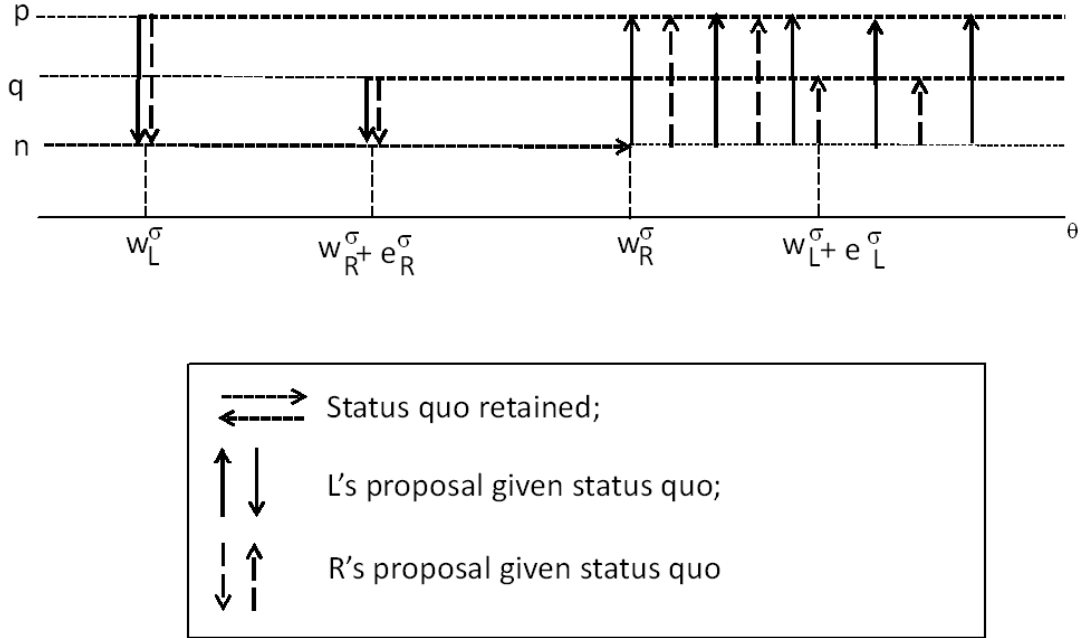 p
q
n
w_L^σ
w_R^σ + e_R^σ
w_R^σ
w_L^σ + e_L^σ
θ
Status quo retained;
L's proposal given status quo;
R's proposal given status quo